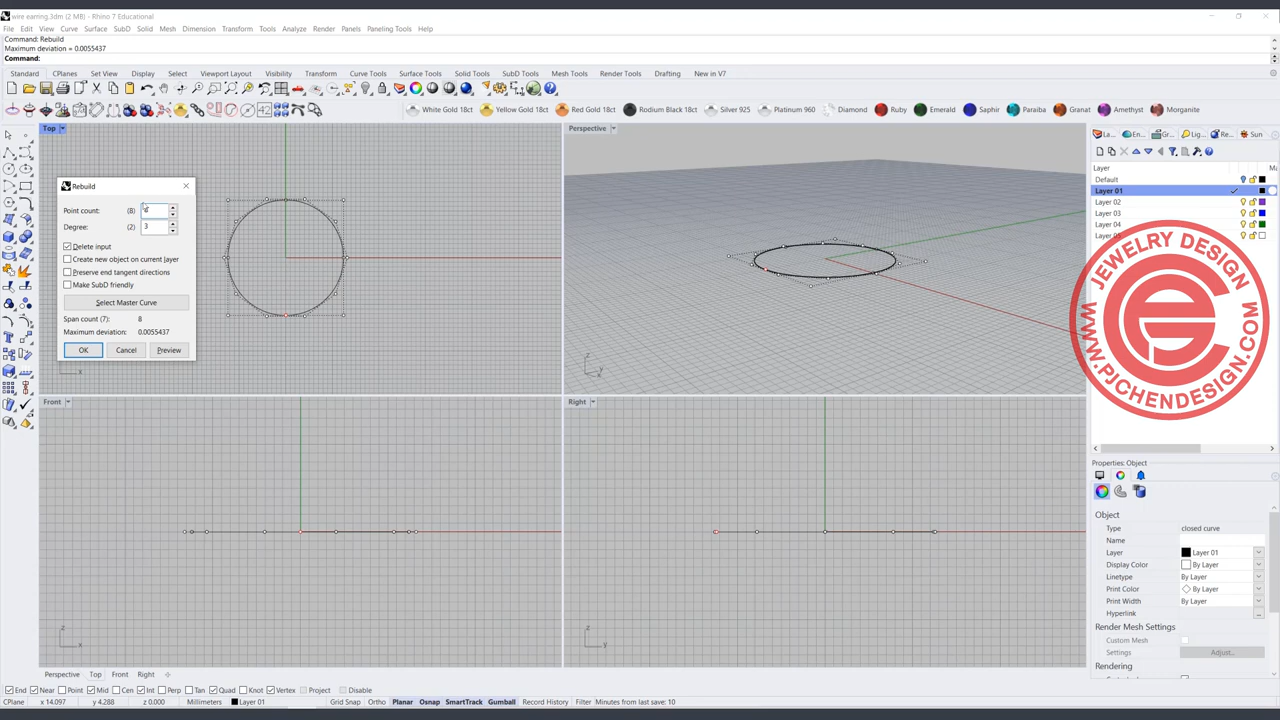 wire earring.3dm (2 MB) - Rhino 7 Educational
File Edit View Curve Surface SubD Solid Mesh Dimension Transform Tools Analyze Render Panels Paneling Tools Help
Command: Rebuild
Maximum deviation = 0.0055437
Command:
Standard CPlanes Set View Display Select Viewport Layout Visibility Transform Curve Tools Surface Tools Solid Tools SubD Tools Mesh Tools Render Tools Drafting New in V7
White Gold 18ct Yellow Gold 18ct Red Gold 18ct Rodium Black 18ct Silver 925 Platinum 960 Diamond Ruby Emerald Saphir Paraiba Granat Amethyst Morganite
Top
Perspective
La... En... Gr... Lig... Re... Sun
Layer
Default
Layer 01
Layer 02
Layer 03
Layer 04
Rebuild
Point count: (8)
Degree: (2) 3
Delete input
Create new object on current Layer
Preserve end tangent directions
Make SubD friendly
Select Master Curve
Span count (7): 8
Maximum deviation: 0.0055437
OK Cancel Preview
x
z
y
x
JEWELRY DESIGN
WWW.PJCHENDESIGN.COM
Front
Right
z
x
z
y
Properties: Object
Object
Type closed curve
Name
Layer Layer 01
Display Color By Layer
Linetype By Layer
Print Color By Layer
Print Width By Layer
Hyperlink ...
Render Mesh Settings
Custom Mesh
Settings Adjust...
Rendering
Perspective Top Front Right
End Near Point Mid Cen Int Perp Tan Quad Knot Vertex Project Disable
CPlane x 14.097 y 4.288 z 0.000 Millimeters Layer 01 Grid Snap Ortho Planar Osnap SmartTrack Gumball Record History Filter Minutes from last save: 10